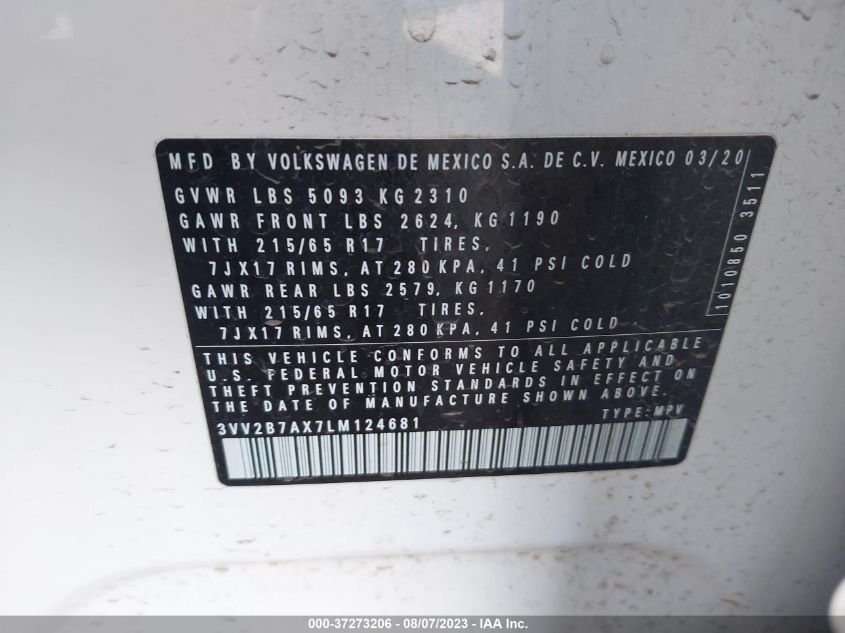 MFD BY VOLKSWAGEN DE MEXICO S.A. DE C.V. MEXICO 03/20
GVWR LBS 5093 KG 2310
GAWR FRONT LBS 2624, KG 1190
WITH 215/65 R17 TIRES,
7JX17 RIMS, AT 280 KPA, 41 PSI COLD
GAWR REAR LBS 2579, KG 1170
WITH 215/65 R17 TIRES,
7JX17 RIMS, AT 280 KPA, 41 PSI COLD
1010850 3511
THIS VEHICLE CONFORMS TO ALL APPLICABLE
U.S. FEDERAL MOTOR VEHICLE SAFETY AND
THEFT PREVENTION STANDARDS IN EFFECT ON
THE DATE OF MANUFACTURE SHOWN ABOVE.
3VV2B7AX7LM124681 TYPE: MPV
000-37273206 - 08/07/2023 - IAAI.com. Copyright IAA, Inc.